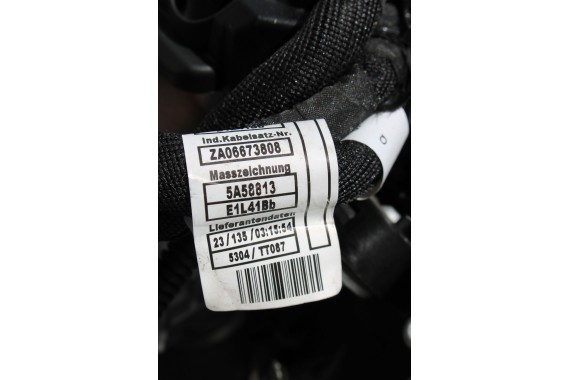 Ind.Kabelsatz-Nr.
ZA06673808
Masszeichnung
5A58813
E1L41Bb
Lieferantendaten
23 / 135 / 03:15:54
5304 / TT087